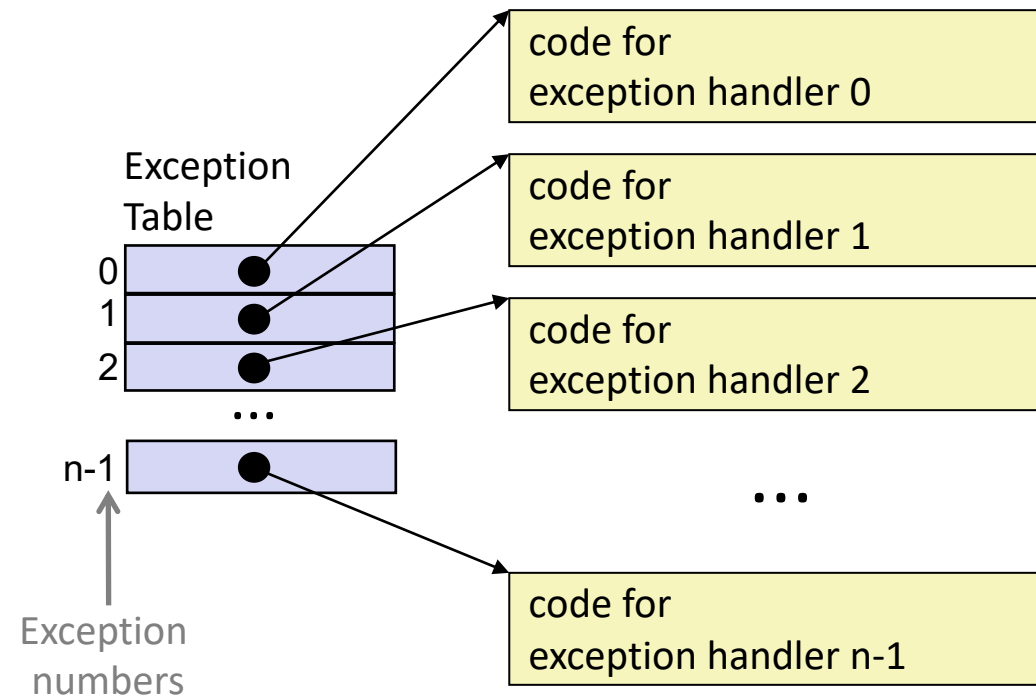 code for
exception handler 0
Exception
Table
code for
exception handler 1
0
1
2
code for
exception handler 2
...
n-1
...
Exception
numbers
code for
exception handler n-1